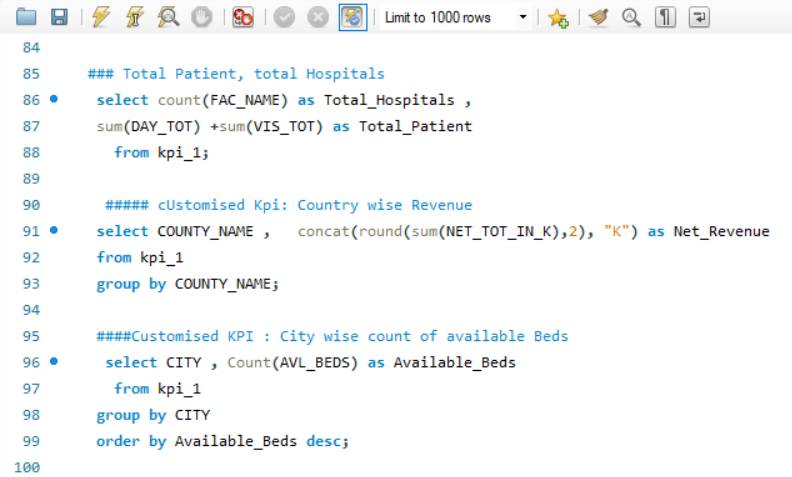 Limit to 1000 rows
84
85 ### Total Patient, total Hospitals
86 select count(FAC_NAME) as Total_Hospitals ,
87 sum(DAY_TOT) +sum(VIS_TOT) as Total_Patient
88 from kpi_1;
89
90 ##### cUstomised Kpi: Country wise Revenue
91 select COUNTY_NAME , concat(round(sum(NET_TOT_IN_K),2), "K") as Net_Revenue
92 from kpi_1
93 group by COUNTY_NAME;
94
95 ####Customised KPI : City wise count of available Beds
96 select CITY , Count(AVL_BEDS) as Available_Beds
97 from kpi_1
98 group by CITY
99 order by Available_Beds desc;
100